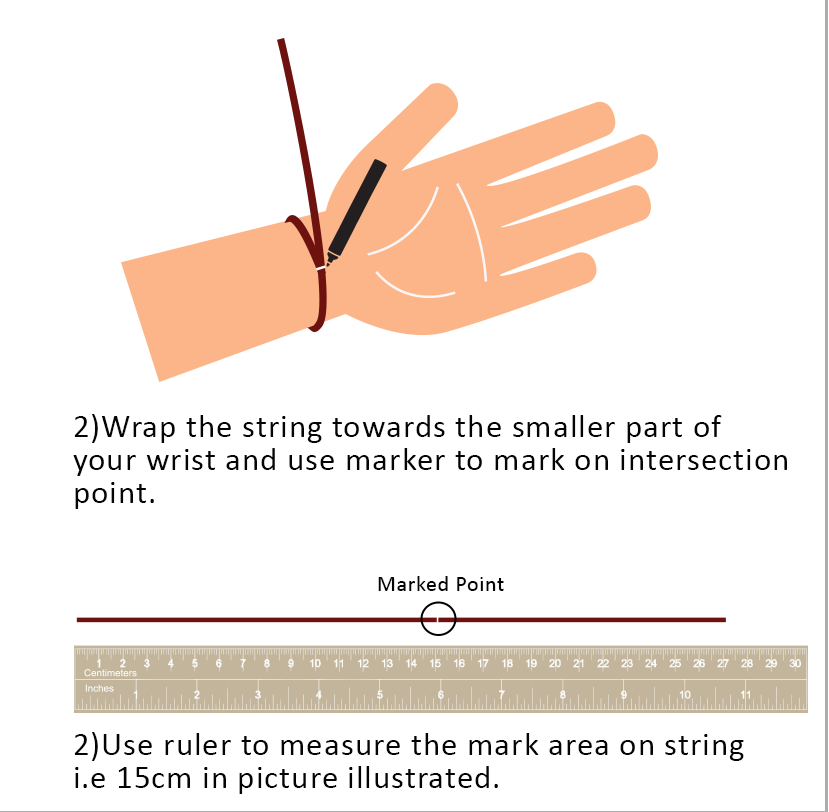 2)Wrap the string towards the smaller part of
your wrist and use marker to mark on intersection
point.
Marked Point
1 2 3 4 5 6 7 8 9 10 11 12 13 14 15 16 17 18 19 20 21 22 23 24 25 26 27 28 29 30
Centimeters
Inches
1 2 3 4 5 6 7 8 9 10 11
2)Use ruler to measure the mark area on string
i.e 15cm in picture illustrated.